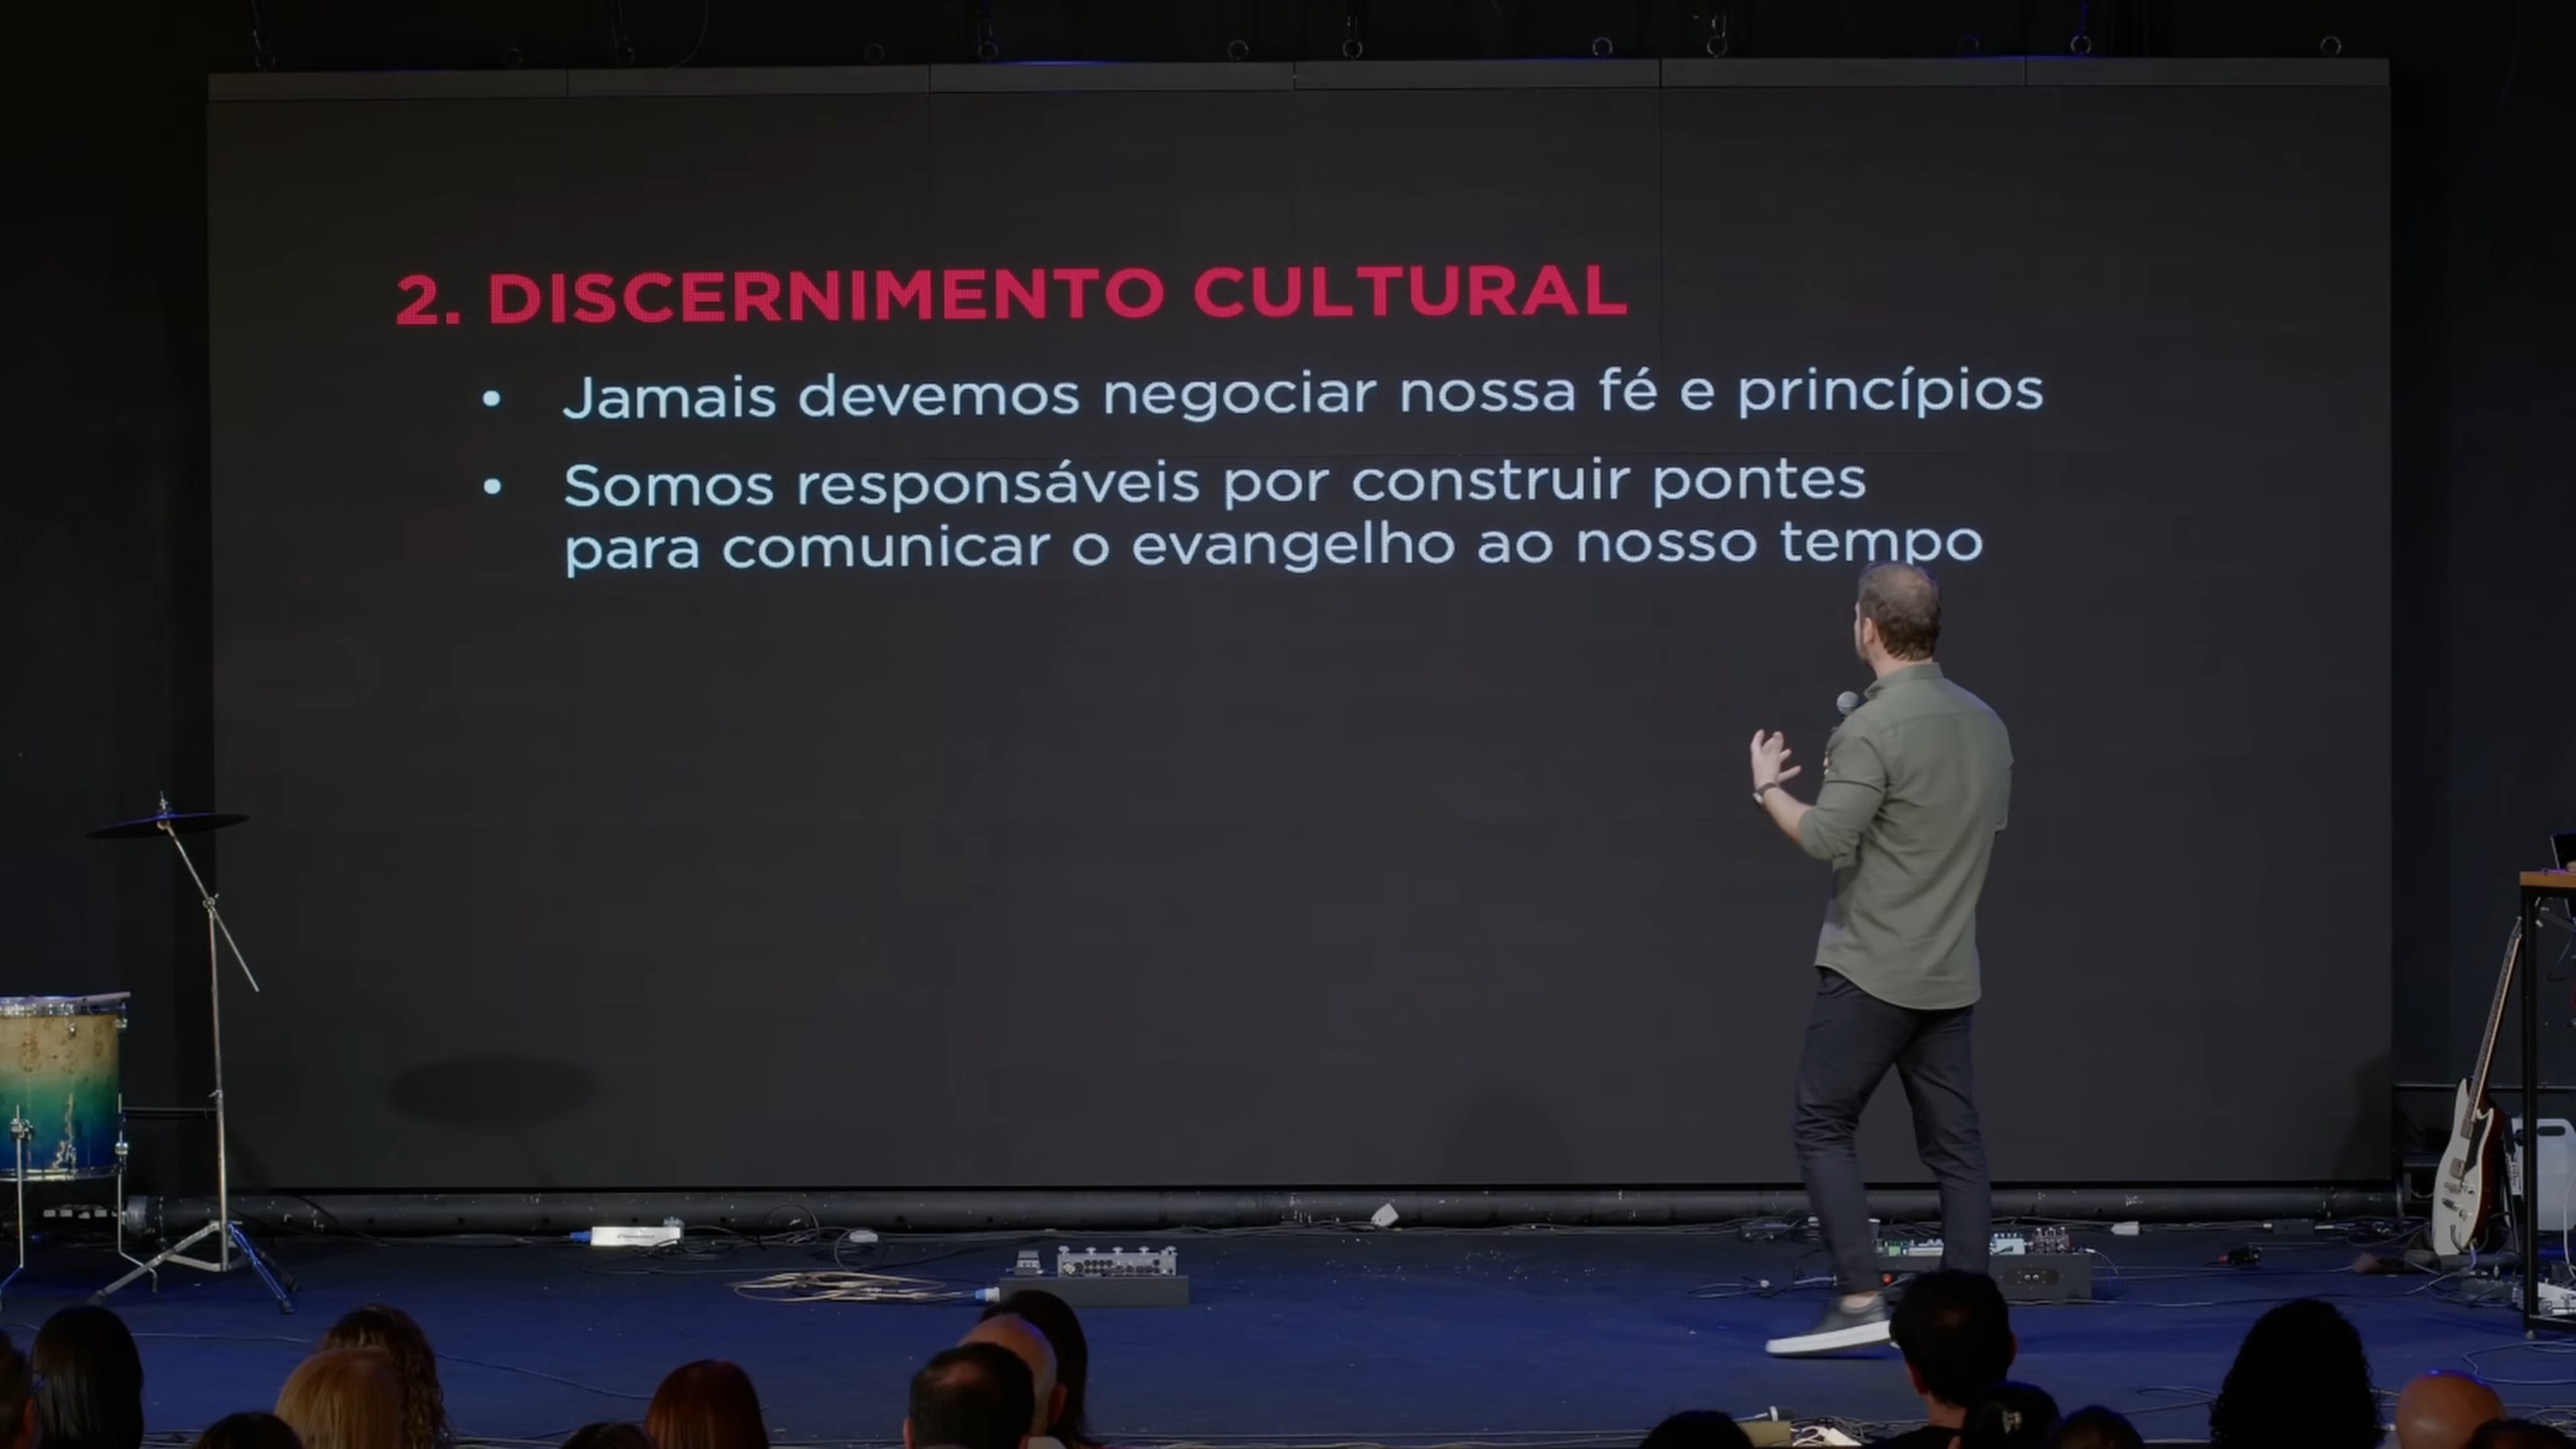 2. DISCERNIMENTO CULTURAL
• Jamais devemos negociar nossa fé e princípios
• Somos responsáveis por construir pontes
para comunicar o evangelho ao nosso tempo